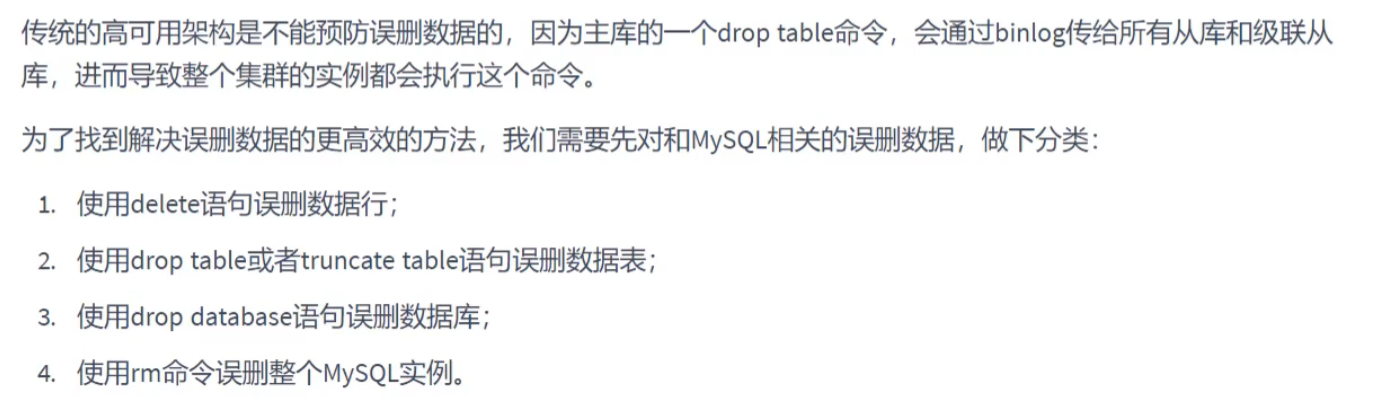 传统的高可用架构是不能预防误删数据的，因为主库的一个drop table命令，会通过binlog传给所有从库和级联从
库，进而导致整个集群的实例都会执行这个命令。
为了找到解决误删数据的更高效的方法，我们需要先对和MySQL相关的误删数据，做下分类：
1. 使用delete语句误删数据行；
2. 使用drop table或者truncate table语句误删数据表；
3. 使用drop database语句误删数据库；
4. 使用rm命令误删整个MySQL实例。